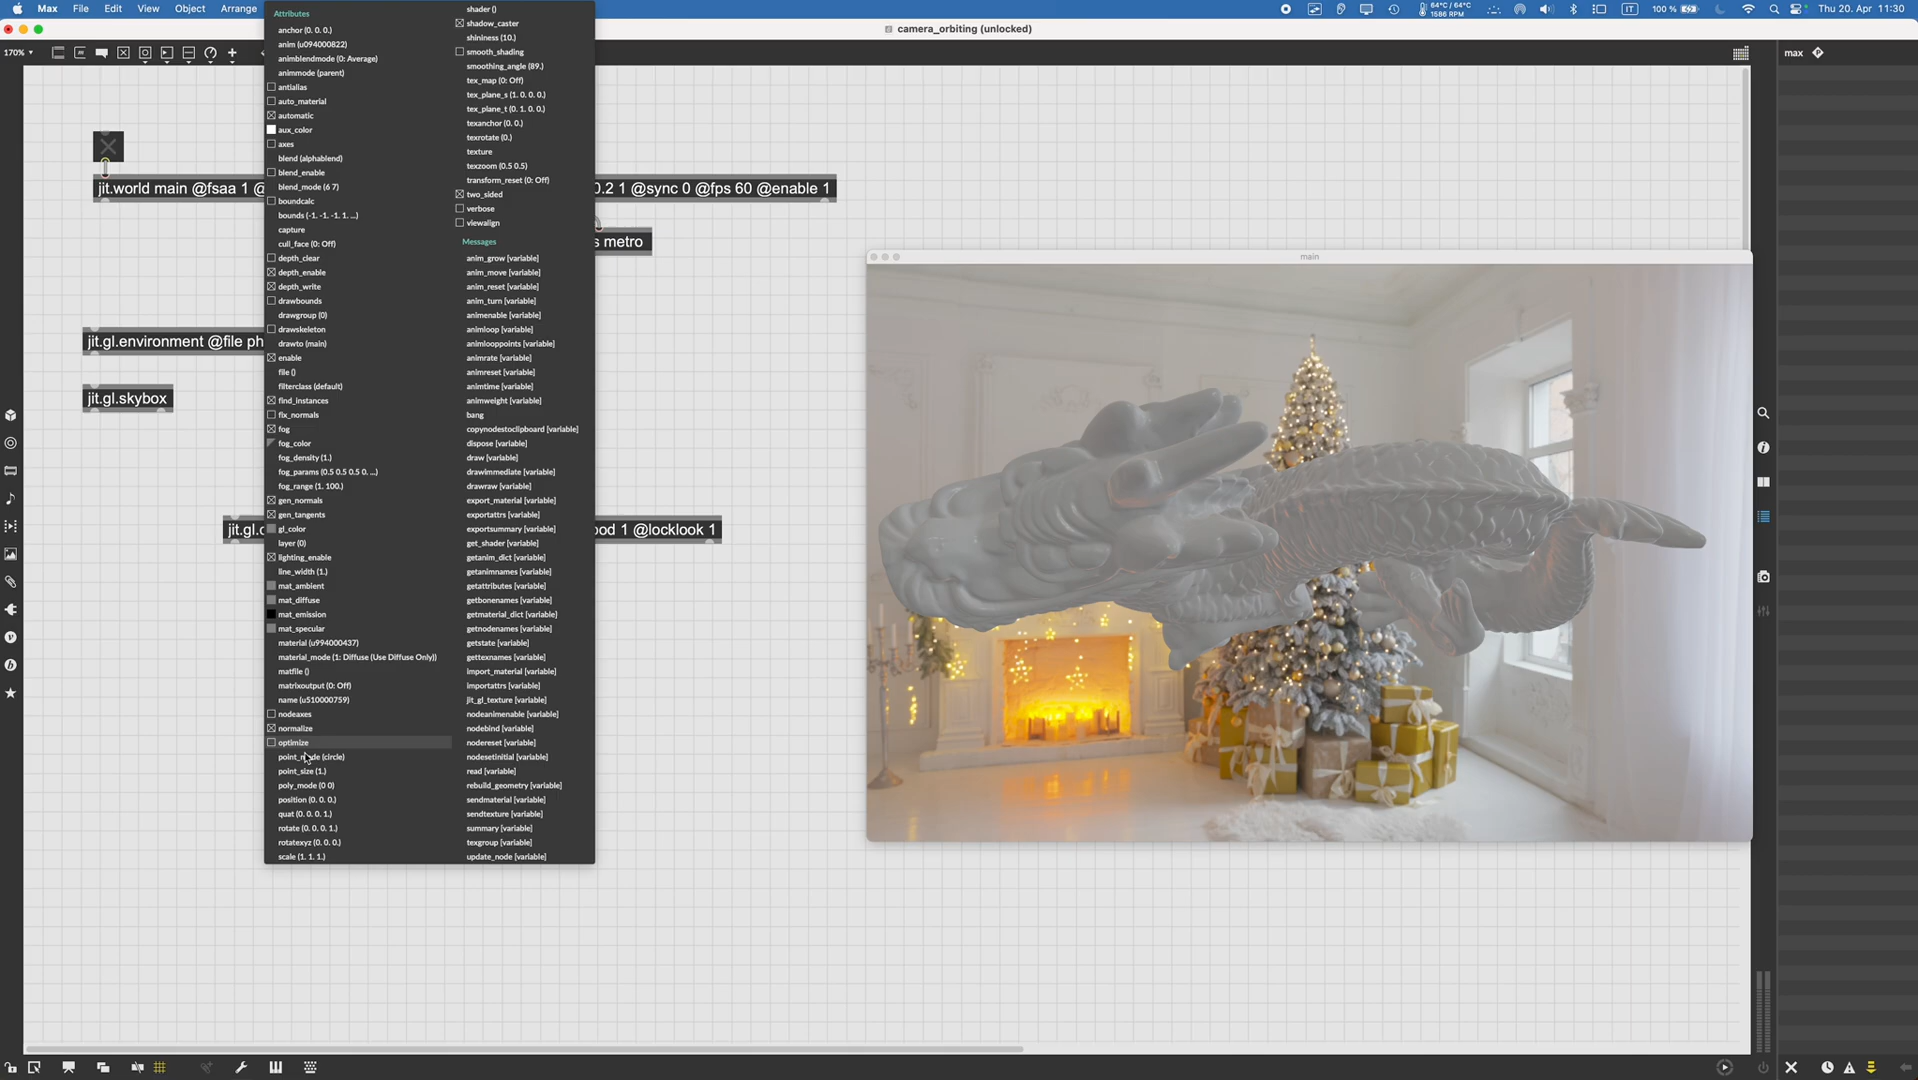 Max File Edit View Object Arrange
64°C / 64°C
1586 RPM
IT
100 %
Thu 20. Apr 11:30
camera_orbiting (unlocked)
170%
max
jit.world main @fsaa 1 @
0.2 1 @sync 0 @fps 60 @enable 1
s metro
jit.gl.environment @file ph
jit.gl.skybox
jit.gl.c
ood 1 @locklook 1
main
Attributes
anchor (0. 0. 0.)
anim (u094000822)
animblendmode (0: Average)
animmode (parent)
antialias
auto_material
automatic
aux_color
axes
blend (alphablend)
blend_enable
blend_mode (6 7)
boundcalc
bounds (-1. -1. -1. 1. ...)
capture
cull_face (0: Off)
depth_clear
depth_enable
depth_write
drawbounds
drawgroup (0)
drawskeleton
drawto (main)
enable
file ()
filterclass (default)
find_instances
fix_normals
fog
fog_color
fog_density (1.)
fog_params (0.5 0.5 0.5 0. ...)
fog_range (1. 100.)
gen_normals
gen_tangents
gl_color
layer (0)
lighting_enable
line_width (1.)
mat_ambient
mat_diffuse
mat_emission
mat_specular
material (u994000437)
material_mode (1: Diffuse (Use Diffuse Only))
matfile ()
matrixoutput (0: Off)
name (u510000759)
nodeaxes
normalize
optimize
point_mode (circle)
point_size (1.)
poly_mode (0 0)
position (0. 0. 0.)
quat (0. 0. 0. 1.)
rotate (0. 0. 0. 1.)
rotatexyz (0. 0. 0.)
scale (1. 1. 1.)
shader ()
shadow_caster
shininess (10.)
smooth_shading
smoothing_angle (89.)
tex_map (0: Off)
tex_plane_s (1. 0. 0. 0.)
tex_plane_t (0. 1. 0. 0.)
texanchor (0. 0.)
texrotate (0.)
texture
texzoom (0.5 0.5)
transform_reset (0: Off)
two_sided
verbose
viewalign
Messages
anim_grow [variable]
anim_move [variable]
anim_reset [variable]
anim_turn [variable]
animenable [variable]
animloop [variable]
animlooppoints [variable]
animrate [variable]
animreset [variable]
animtime [variable]
animweight [variable]
bang
copynodestoclipboard [variable]
dispose [variable]
draw [variable]
drawimmediate [variable]
drawraw [variable]
export_material [variable]
exportattrs [variable]
exportsummary [variable]
get_shader [variable]
getanim_dict [variable]
getanimnames [variable]
getattributes [variable]
getbonenames [variable]
getmaterial_dict [variable]
getnodenames [variable]
getstate [variable]
gettexnames [variable]
import_material [variable]
importattrs [variable]
jit_gl_texture [variable]
nodeanimenable [variable]
nodebind [variable]
nodereset [variable]
nodesetinitial [variable]
read [variable]
rebuild_geometry [variable]
sendmaterial [variable]
sendtexture [variable]
summary [variable]
texgroup [variable]
update_node [variable]